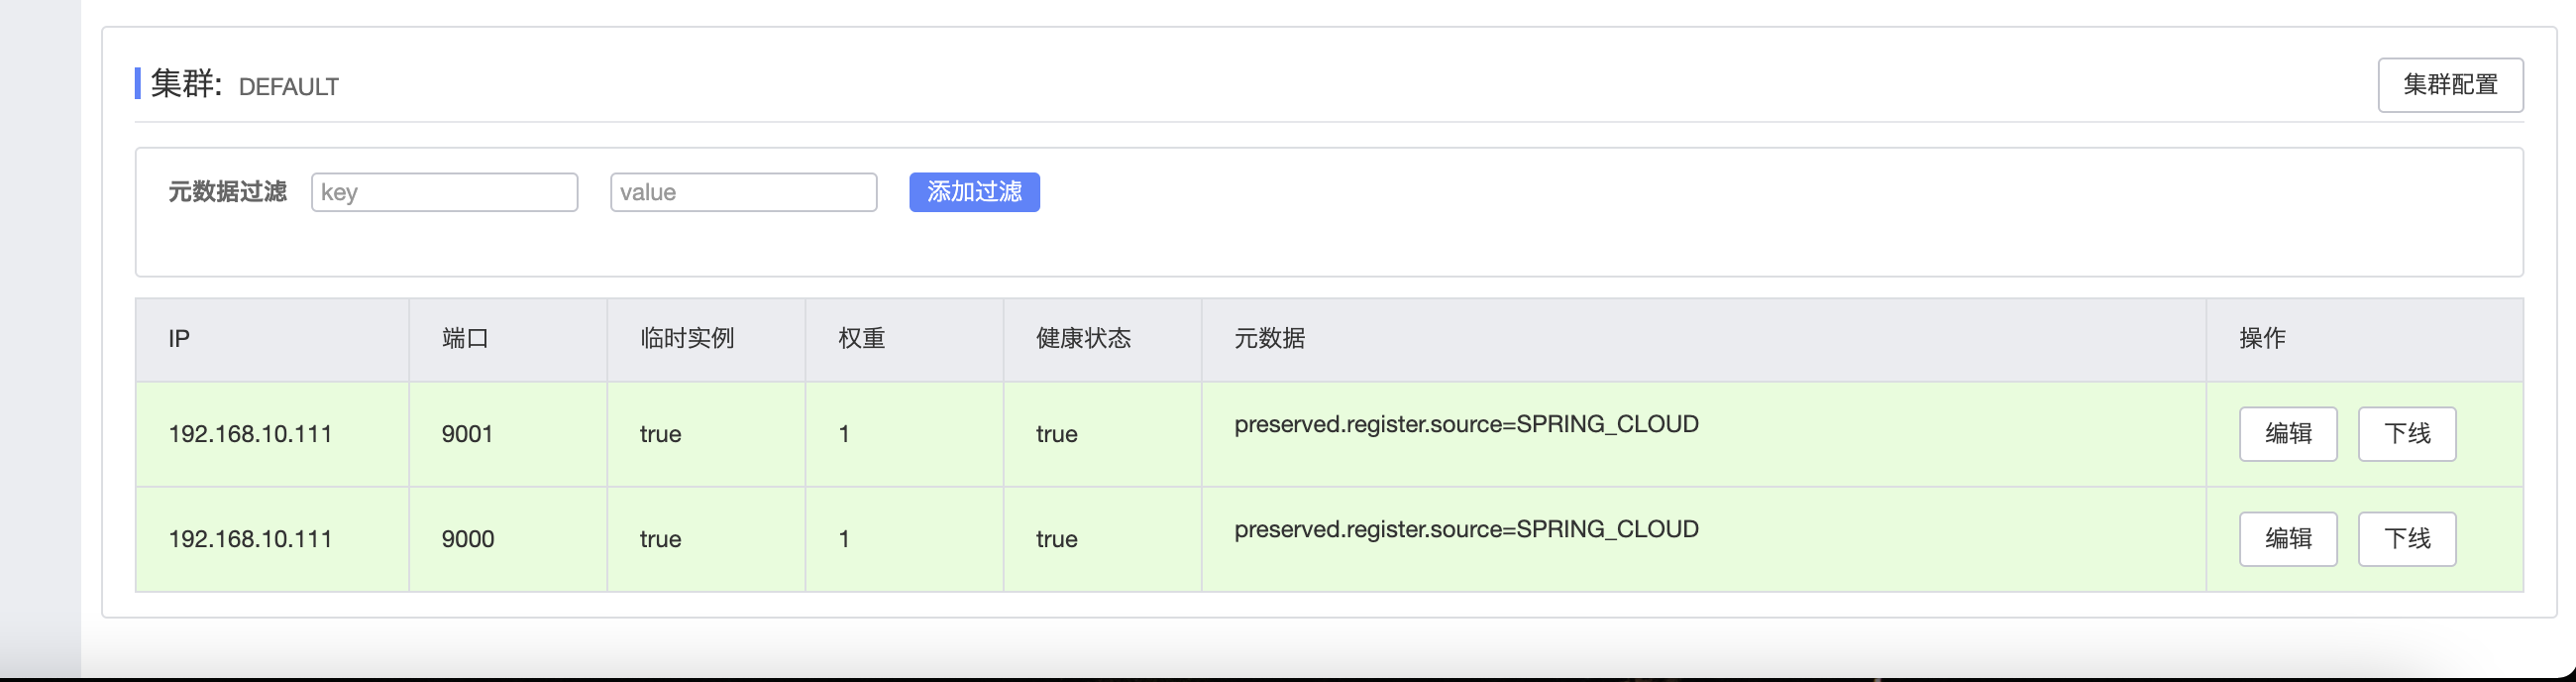 集群: DEFAULT 集群配置
元数据过滤 key value 添加过滤
IP 端口 临时实例 权重 健康状态 元数据 操作
192.168.10.111 9001 true 1 true preserved.register.source=SPRING_CLOUD 编辑 下线
192.168.10.111 9000 true 1 true preserved.register.source=SPRING_CLOUD 编辑 下线